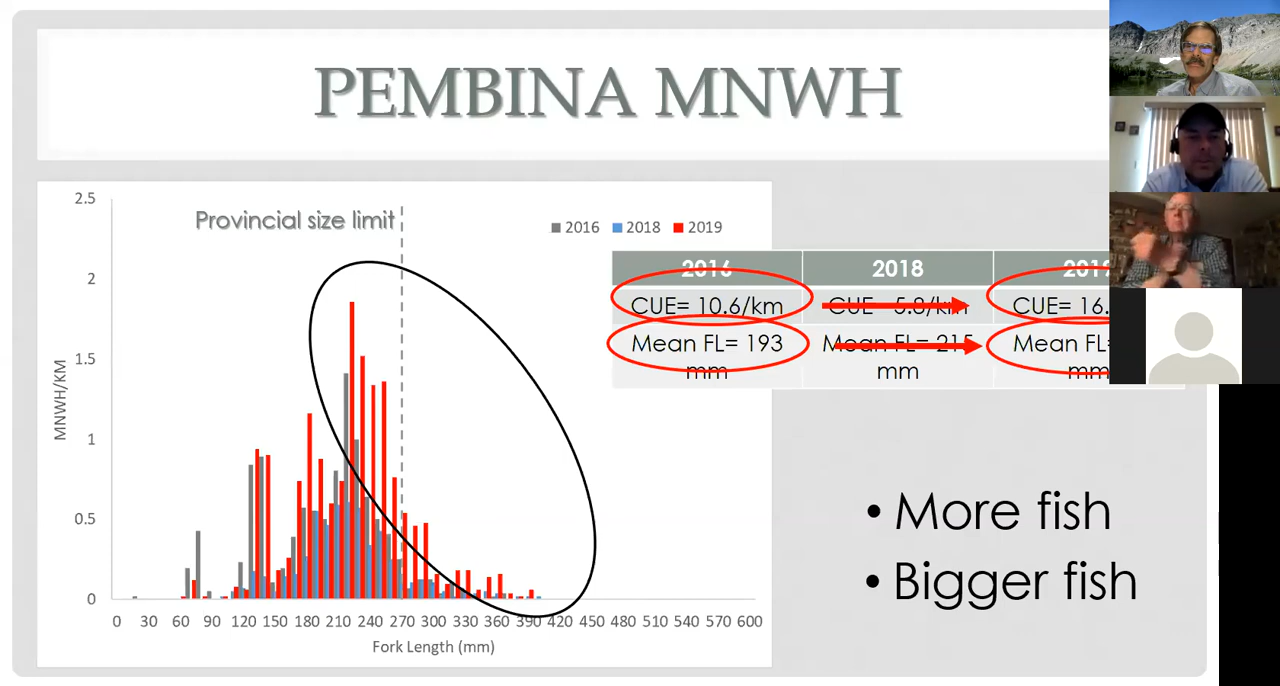 PEMBINA MNWH
2.5
2
1.5
1
0.5
0
MNWH/KM
Provincial size limit
2016 2018 2019
0 30 60 90 120 150 180 210 240 270 300 330 360 390 420 450 480 510 540 570 600
Fork Length (mm)
2016 2018
CUE= 10.6/km CUE= 5.8/km CUE= 16.
Mean FL= 193 Mean FL= 215 Mean FL=
mm mm mm
• More fish
• Bigger fish